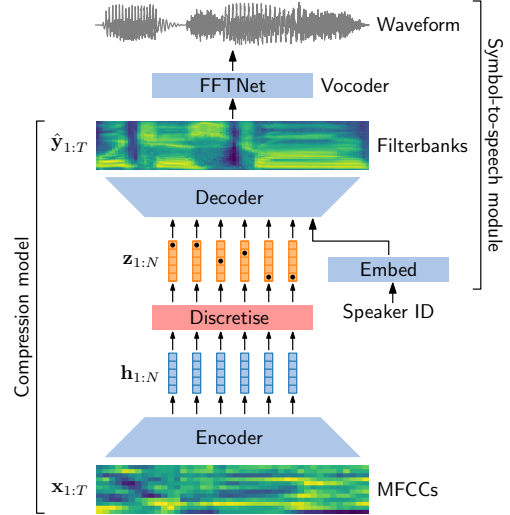 Waveform
FFTNet
Vocoder
ŷ1:T
Filterbanks
Decoder
z1:N
Embed
Discretise
Speaker ID
h1:N
Encoder
x1:T
MFCCs
Compression model
Symbol-to-speech module